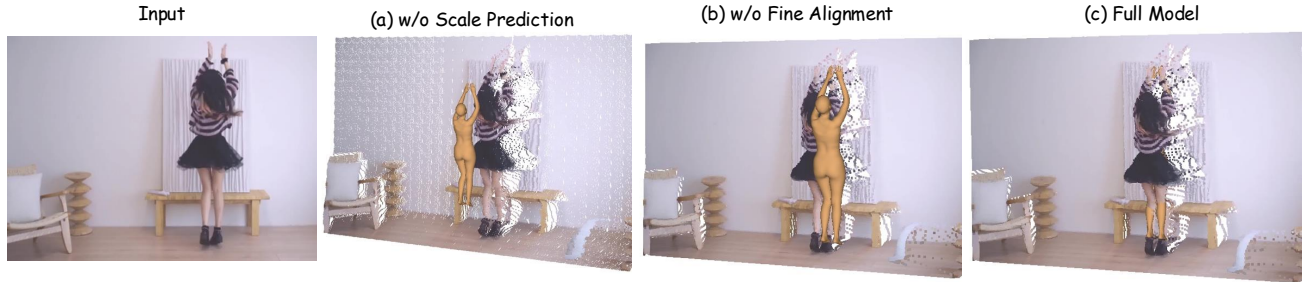 Input
(a) w/o Scale Prediction
(b) w/o Fine Alignment
(c) Full Model